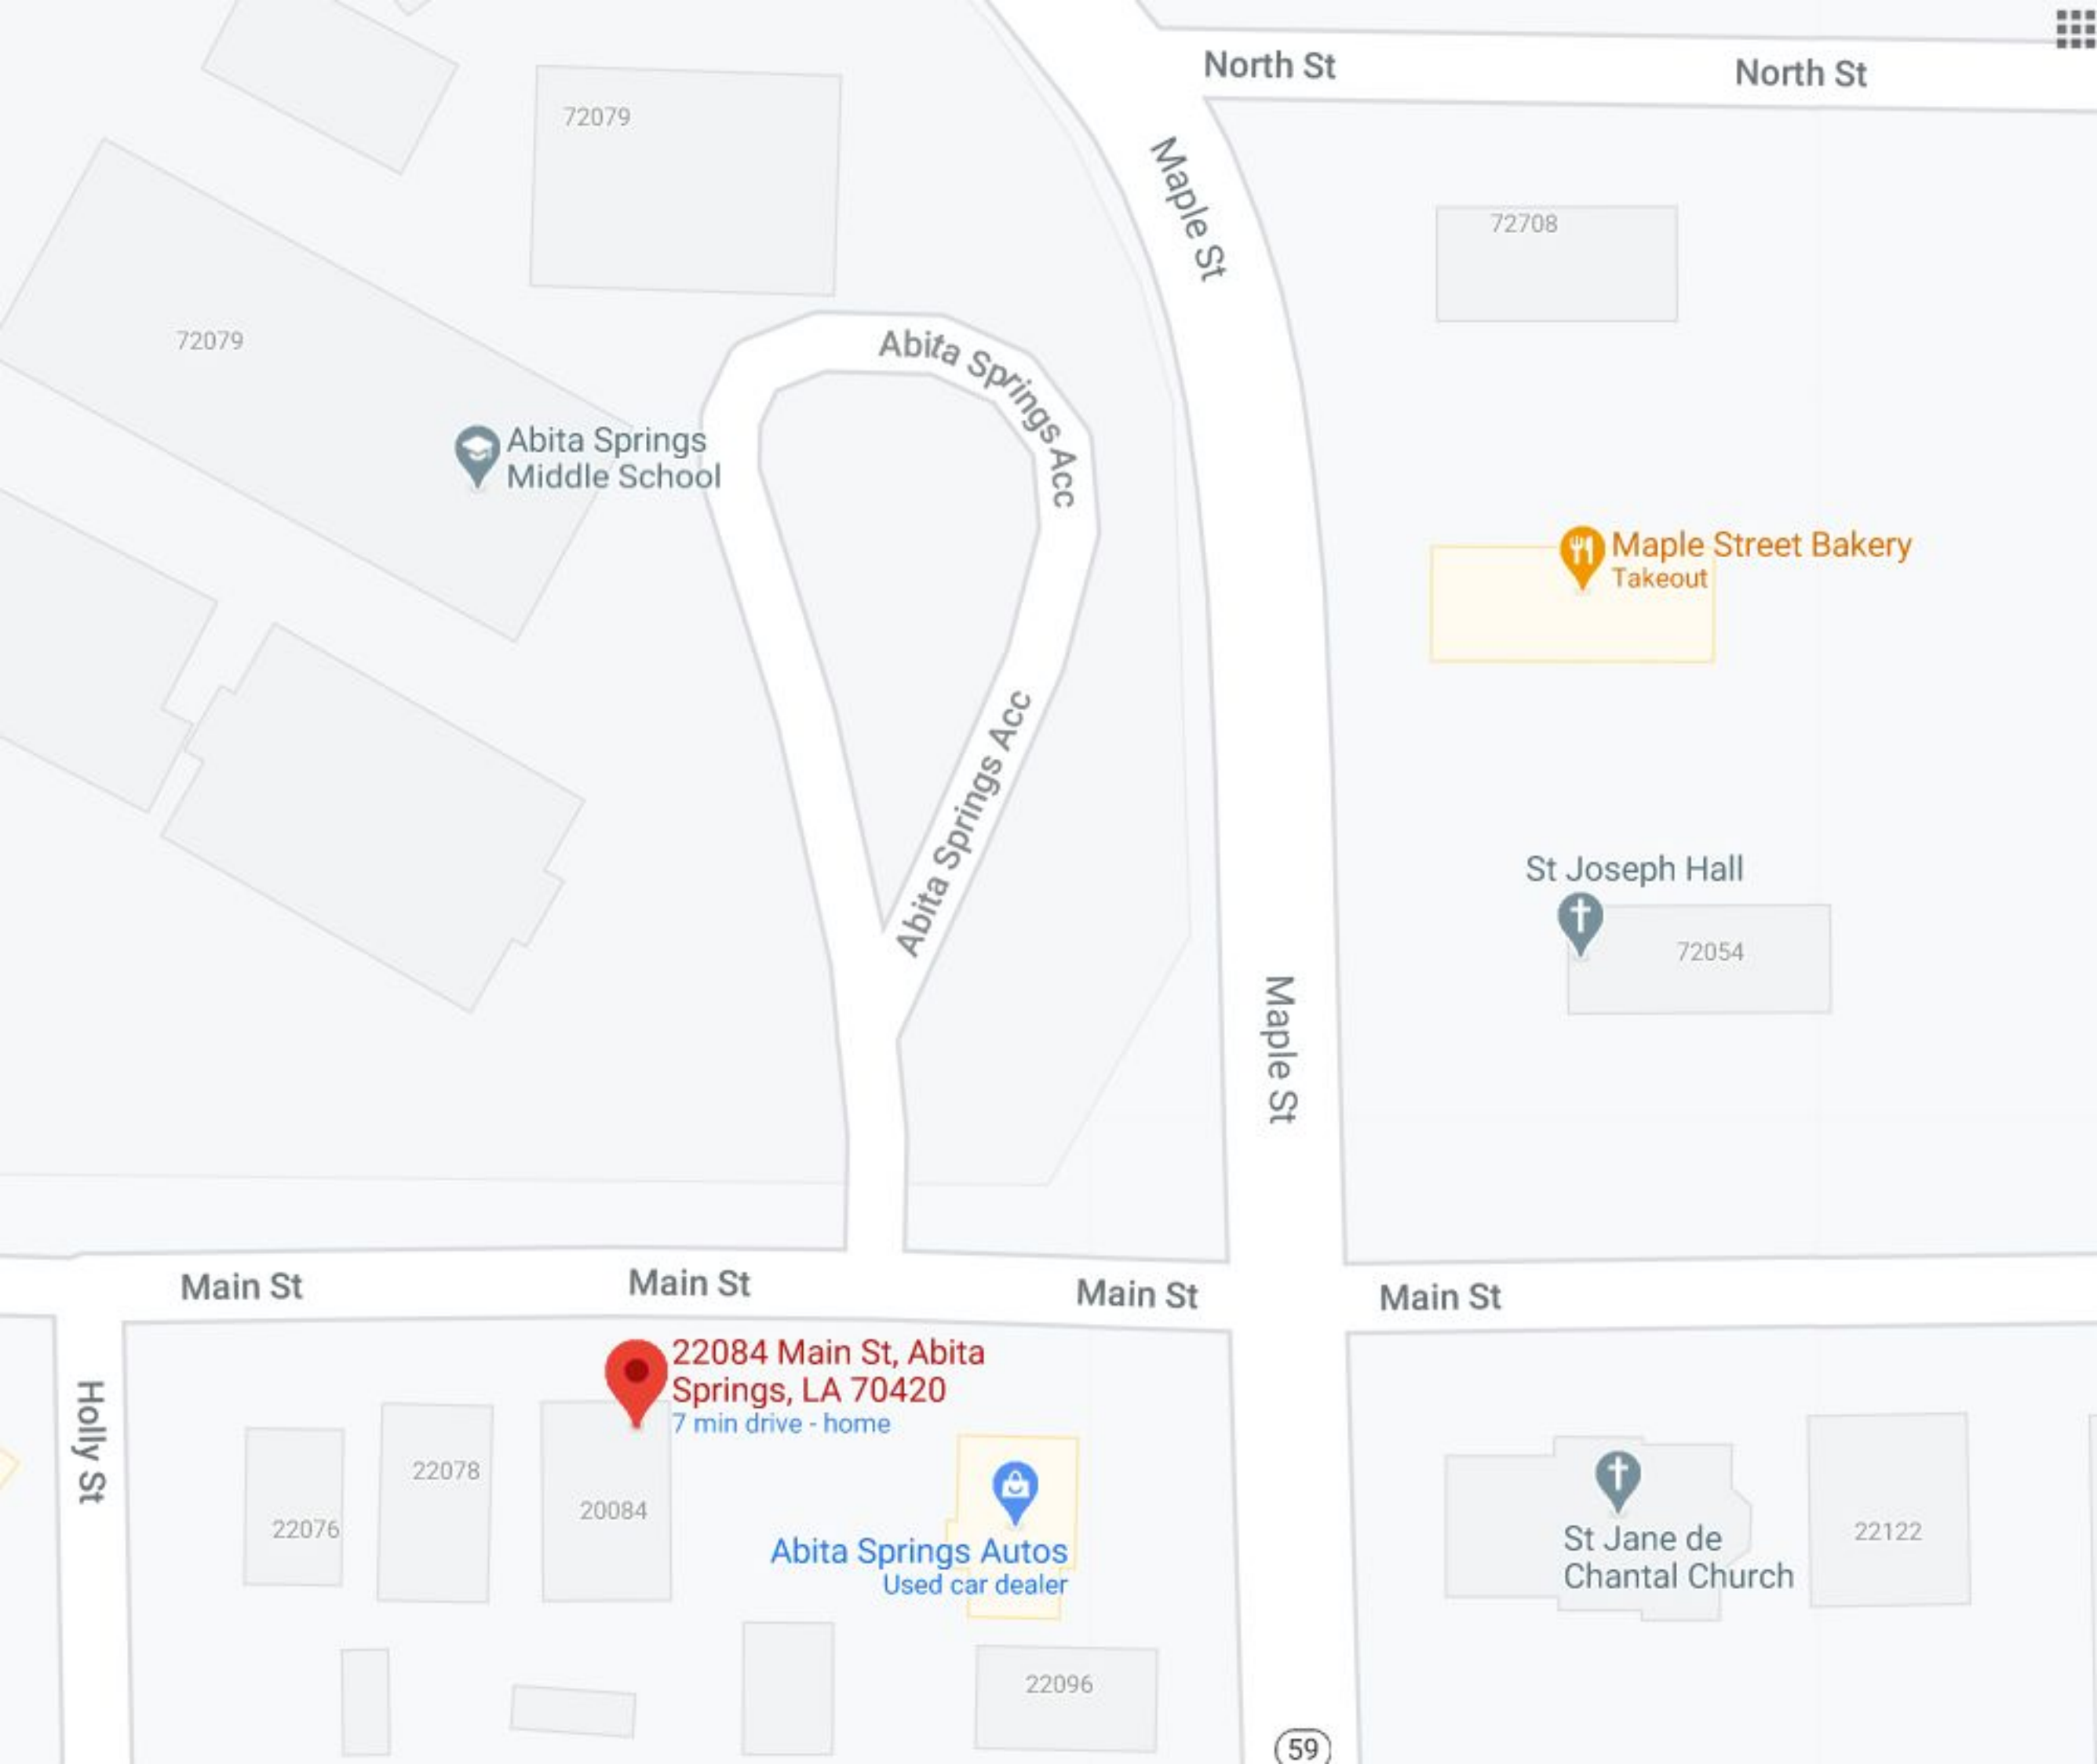 North St
North St
72079
Maple St
72708
72079
Abita Springs Acc
Abita Springs
Middle School
Maple Street Bakery
Takeout
Abita Springs Acc
St Joseph Hall
72054
Maple St
Main St
Main St
Main St
Main St
22084 Main St, Abita
Springs, LA 70420
7 min drive - home
Holly St
22076
22078
20084
Abita Springs Autos
Used car dealer
St Jane de
Chantal Church
22122
22096
59